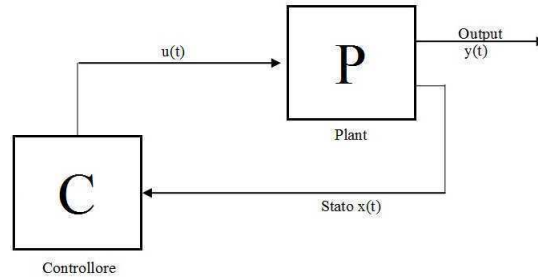 u(t)
P
Output
y(t)
Plant
C
Stato x(t)
Controllore